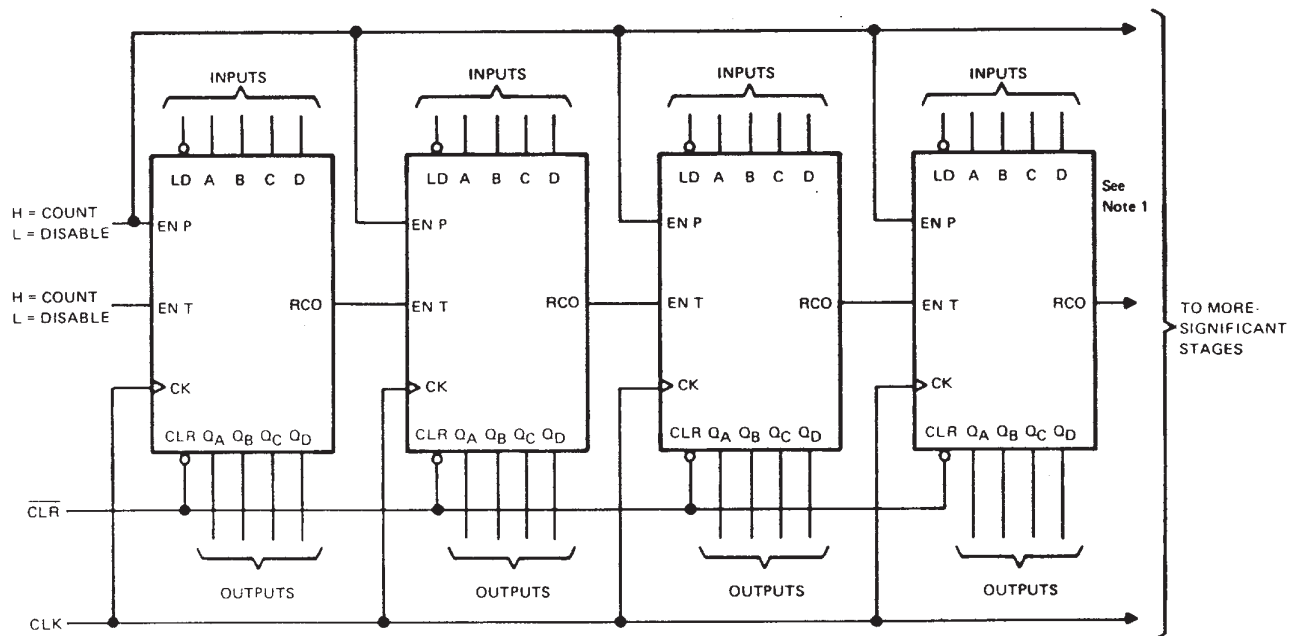 INPUTS INPUTS INPUTS INPUTS
LD A B C D LD A B C D LD A B C D LD A B C D
See
Note 1
H = COUNT
L = DISABLE
EN P EN P EN P EN P
H = COUNT
L = DISABLE
EN T RCO EN T RCO EN T RCO EN T RCO
TO MORE-
SIGNIFICANT
STAGES
CK CK CK CK
CLR QA QB QC QD CLR QA QB QC QD CLR QA QB QC QD CLR QA QB QC QD
CLR
OUTPUTS OUTPUTS OUTPUTS OUTPUTS
CLK